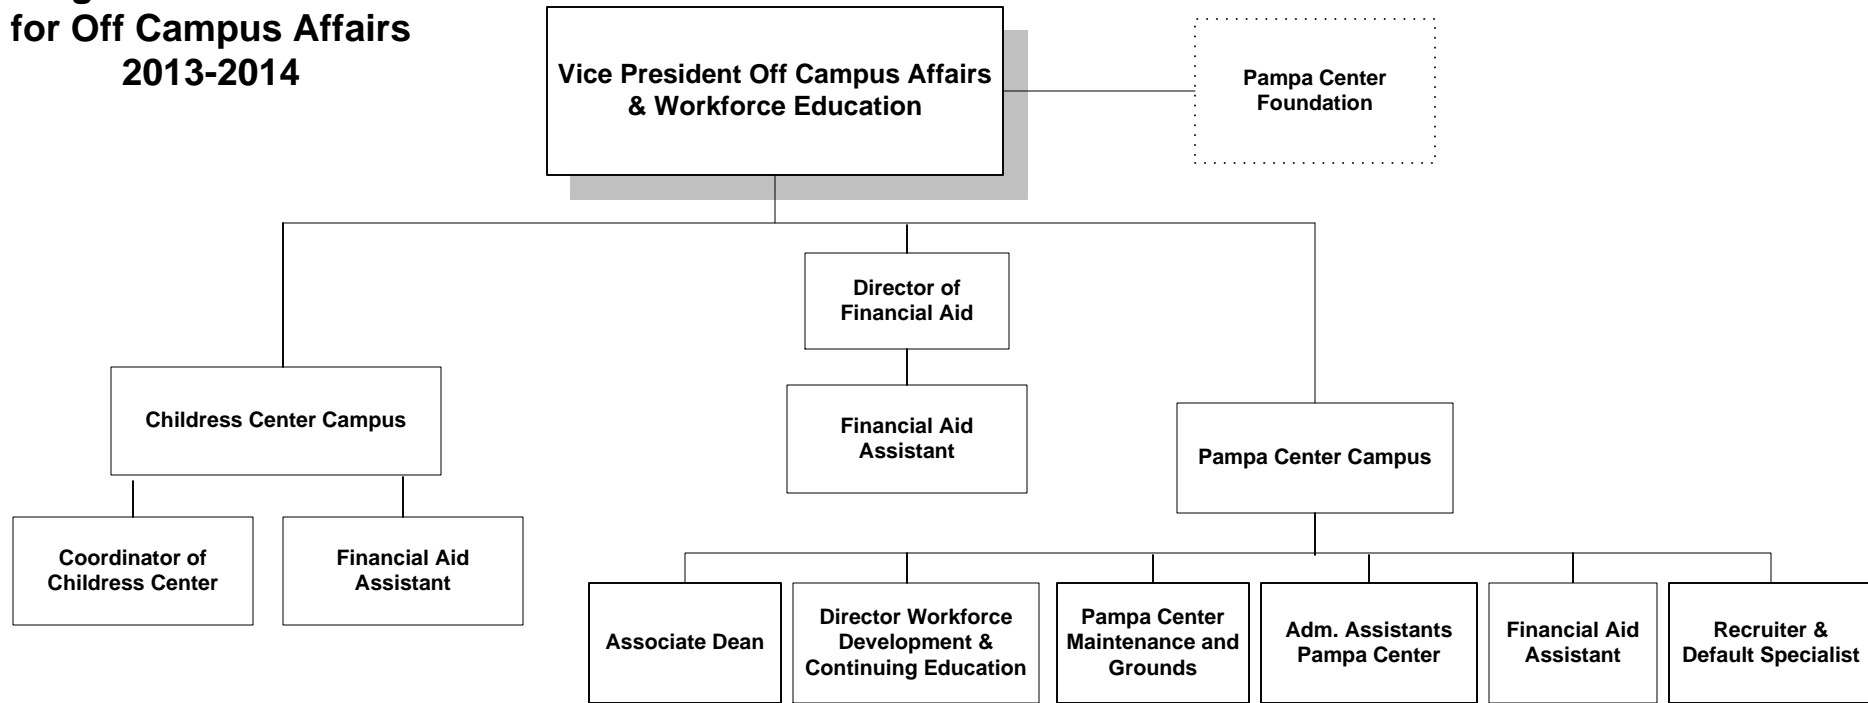 for Off Campus Affairs
2013-2014
Vice President Off Campus Affairs
& Workforce Education
Pampa Center
Foundation
Director of
Financial Aid
Childress Center Campus
Financial Aid
Assistant
Pampa Center Campus
Coordinator of
Childress Center
Financial Aid
Assistant
Associate Dean
Director Workforce
Development &
Continuing Education
Pampa Center
Maintenance and
Grounds
Adm. Assistants
Pampa Center
Financial Aid
Assistant
Recruiter &
Default Specialist